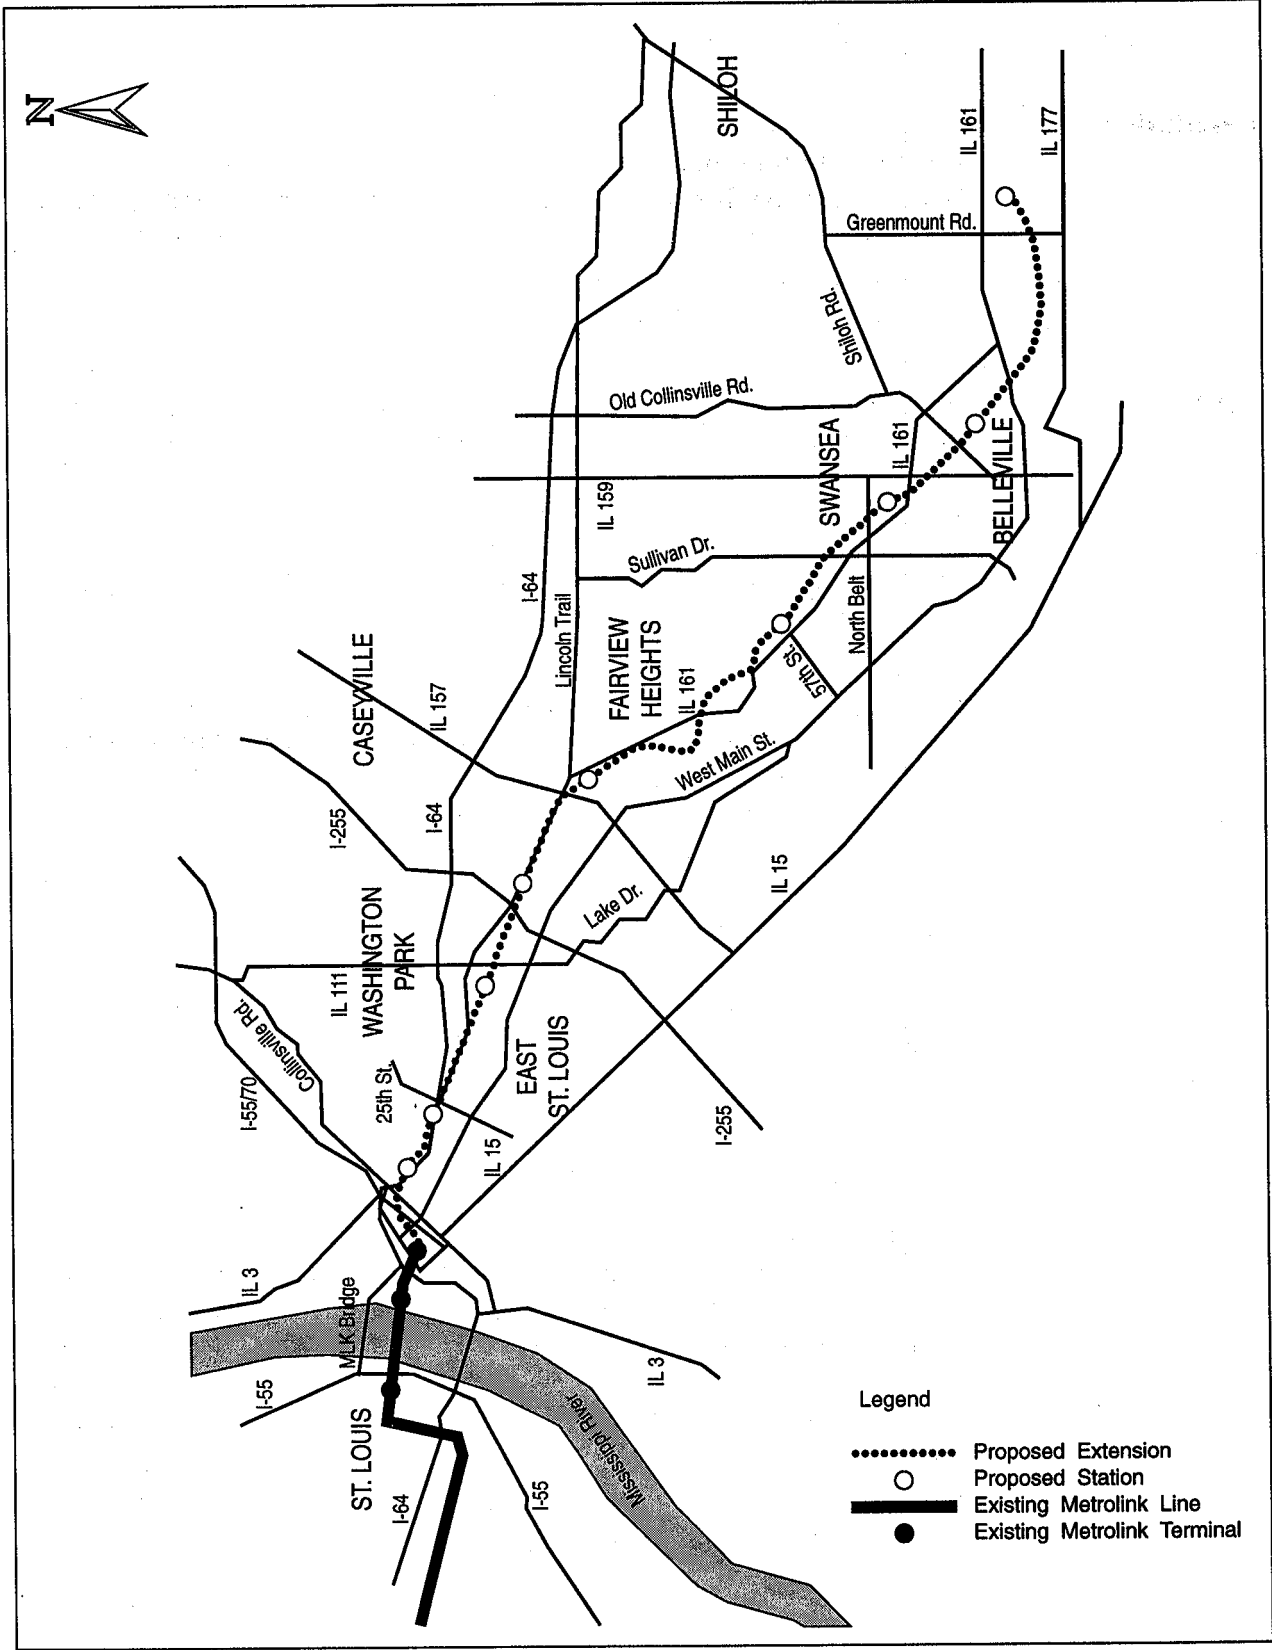 N
SHILOH
IL 161
IL 177
Greenmount Rd.
Shiloh Rd.
Old Collinsville Rd.
SWANSEA
IL 161
BELLEVILLE
IL 159
Sullivan Dr.
I-64
Lincoln Trail
North Belt
FAIRVIEW
HEIGHTS
57th St.
CASEYVILLE
IL 157
IL 161
West Main St.
I-255
I-64
IL 15
Lake Dr.
WASHINGTON
PARK
IL 111
Collinsville Rd.
I-55/70
25th St.
EAST
ST. LOUIS
I-255
IL 15
IL 3
MLK Bridge
IL 3
I-55
ST. LOUIS
Mississippi River
I-64
I-55
Legend
Proposed Extension
Proposed Station
Existing Metrolink Line
Existing Metrolink Terminal